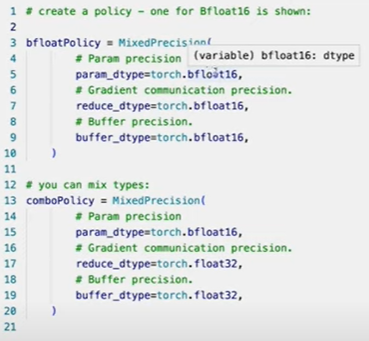 1 # create a policy - one for Bfloat16 is shown:
2
3 bfloatPolicy = MixedPrecision(
4 # Param precision
(variable) bfloat16: dtype
5 param_dtype=torch.bfloat16,
6 # Gradient communication precision.
7 reduce_dtype=torch.bfloat16,
8 # Buffer precision.
9 buffer_dtype=torch.bfloat16,
10 )
11
12 # you can mix types:
13 comboPolicy = MixedPrecision(
14 # Param precision
15 param_dtype=torch.bfloat16,
16 # Gradient communication precision.
17 reduce_dtype=torch.float32,
18 # Buffer precision.
19 buffer_dtype=torch.float32,
20 )
21